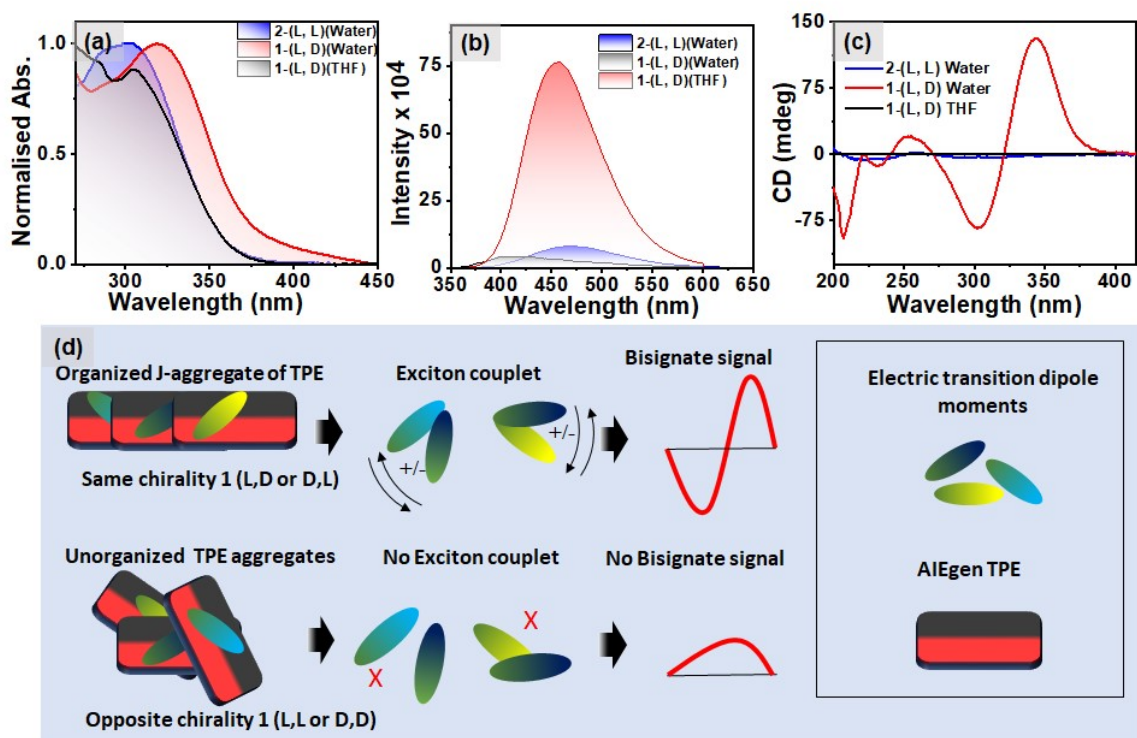 (a)
2-(L, L)(Water)
1-(L, D)(Water)
1-(L, D)(THF)
1.0
0.5
0.0
Normalised Abs.
300
350
400
450
Wavelength (nm)
(b)
2-(L, L)(Water)
1-(L, D)(Water)
1-(L, D)(THF)
75
50
25
0
Intensity x 10⁴
350
400
450
500
550
600
650
Wavelength (nm)
(c)
2-(L, L) Water
1-(L, D) Water
1-(L, D) THF
150
75
0
-75
CD (mdeg)
200
250
300
350
400
Wavelength (nm)
(d)
Organized J-aggregate of TPE
Exciton couplet
Bisignate signal
+/-
+/-
Same chirality 1 (L,D or D,L)
Unorganized TPE aggregates
No Exciton couplet
No Bisignate signal
X
X
Opposite chirality 1 (L,L or D,D)
Electric transition dipole
moments
AIEgen TPE